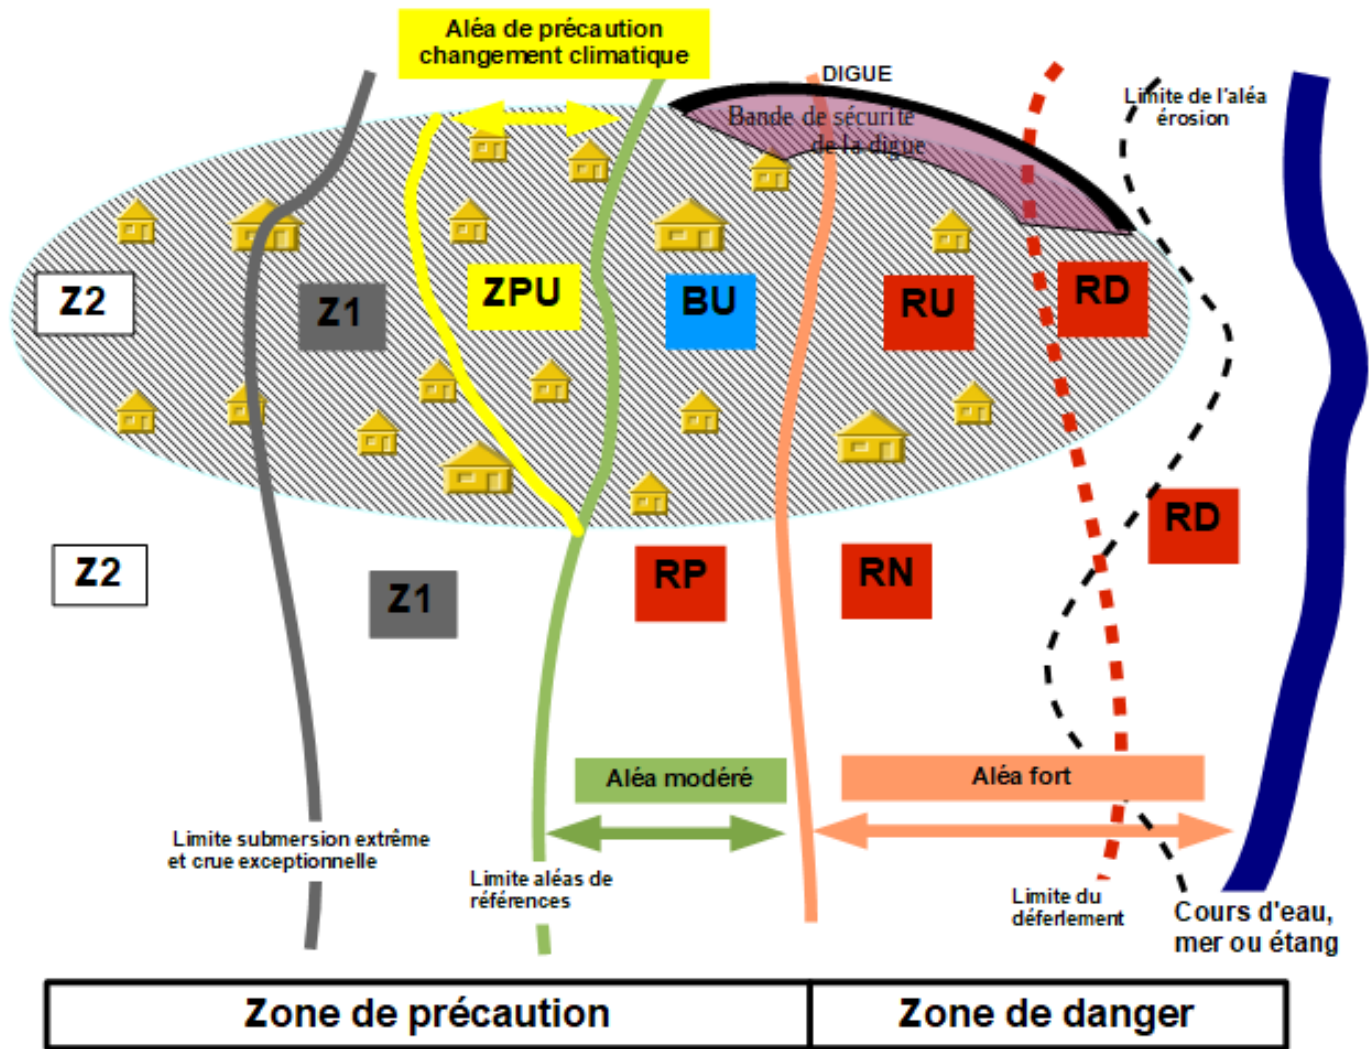 Aléa de précaution
changement climatique
DIGUE
Bande de sécurité
de la digue
Limite de l'aléa
érosion
Z2
Z1
ZPU
BU
RU
RD
RD
Z2
Z1
RP
RN
Aléa modéré
Aléa fort
Limite submersion extrême
et crue exceptionnelle
Limite aléas de
références
Limite du
déferlement
Cours d'eau,
mer ou étang
Zone de précaution
Zone de danger